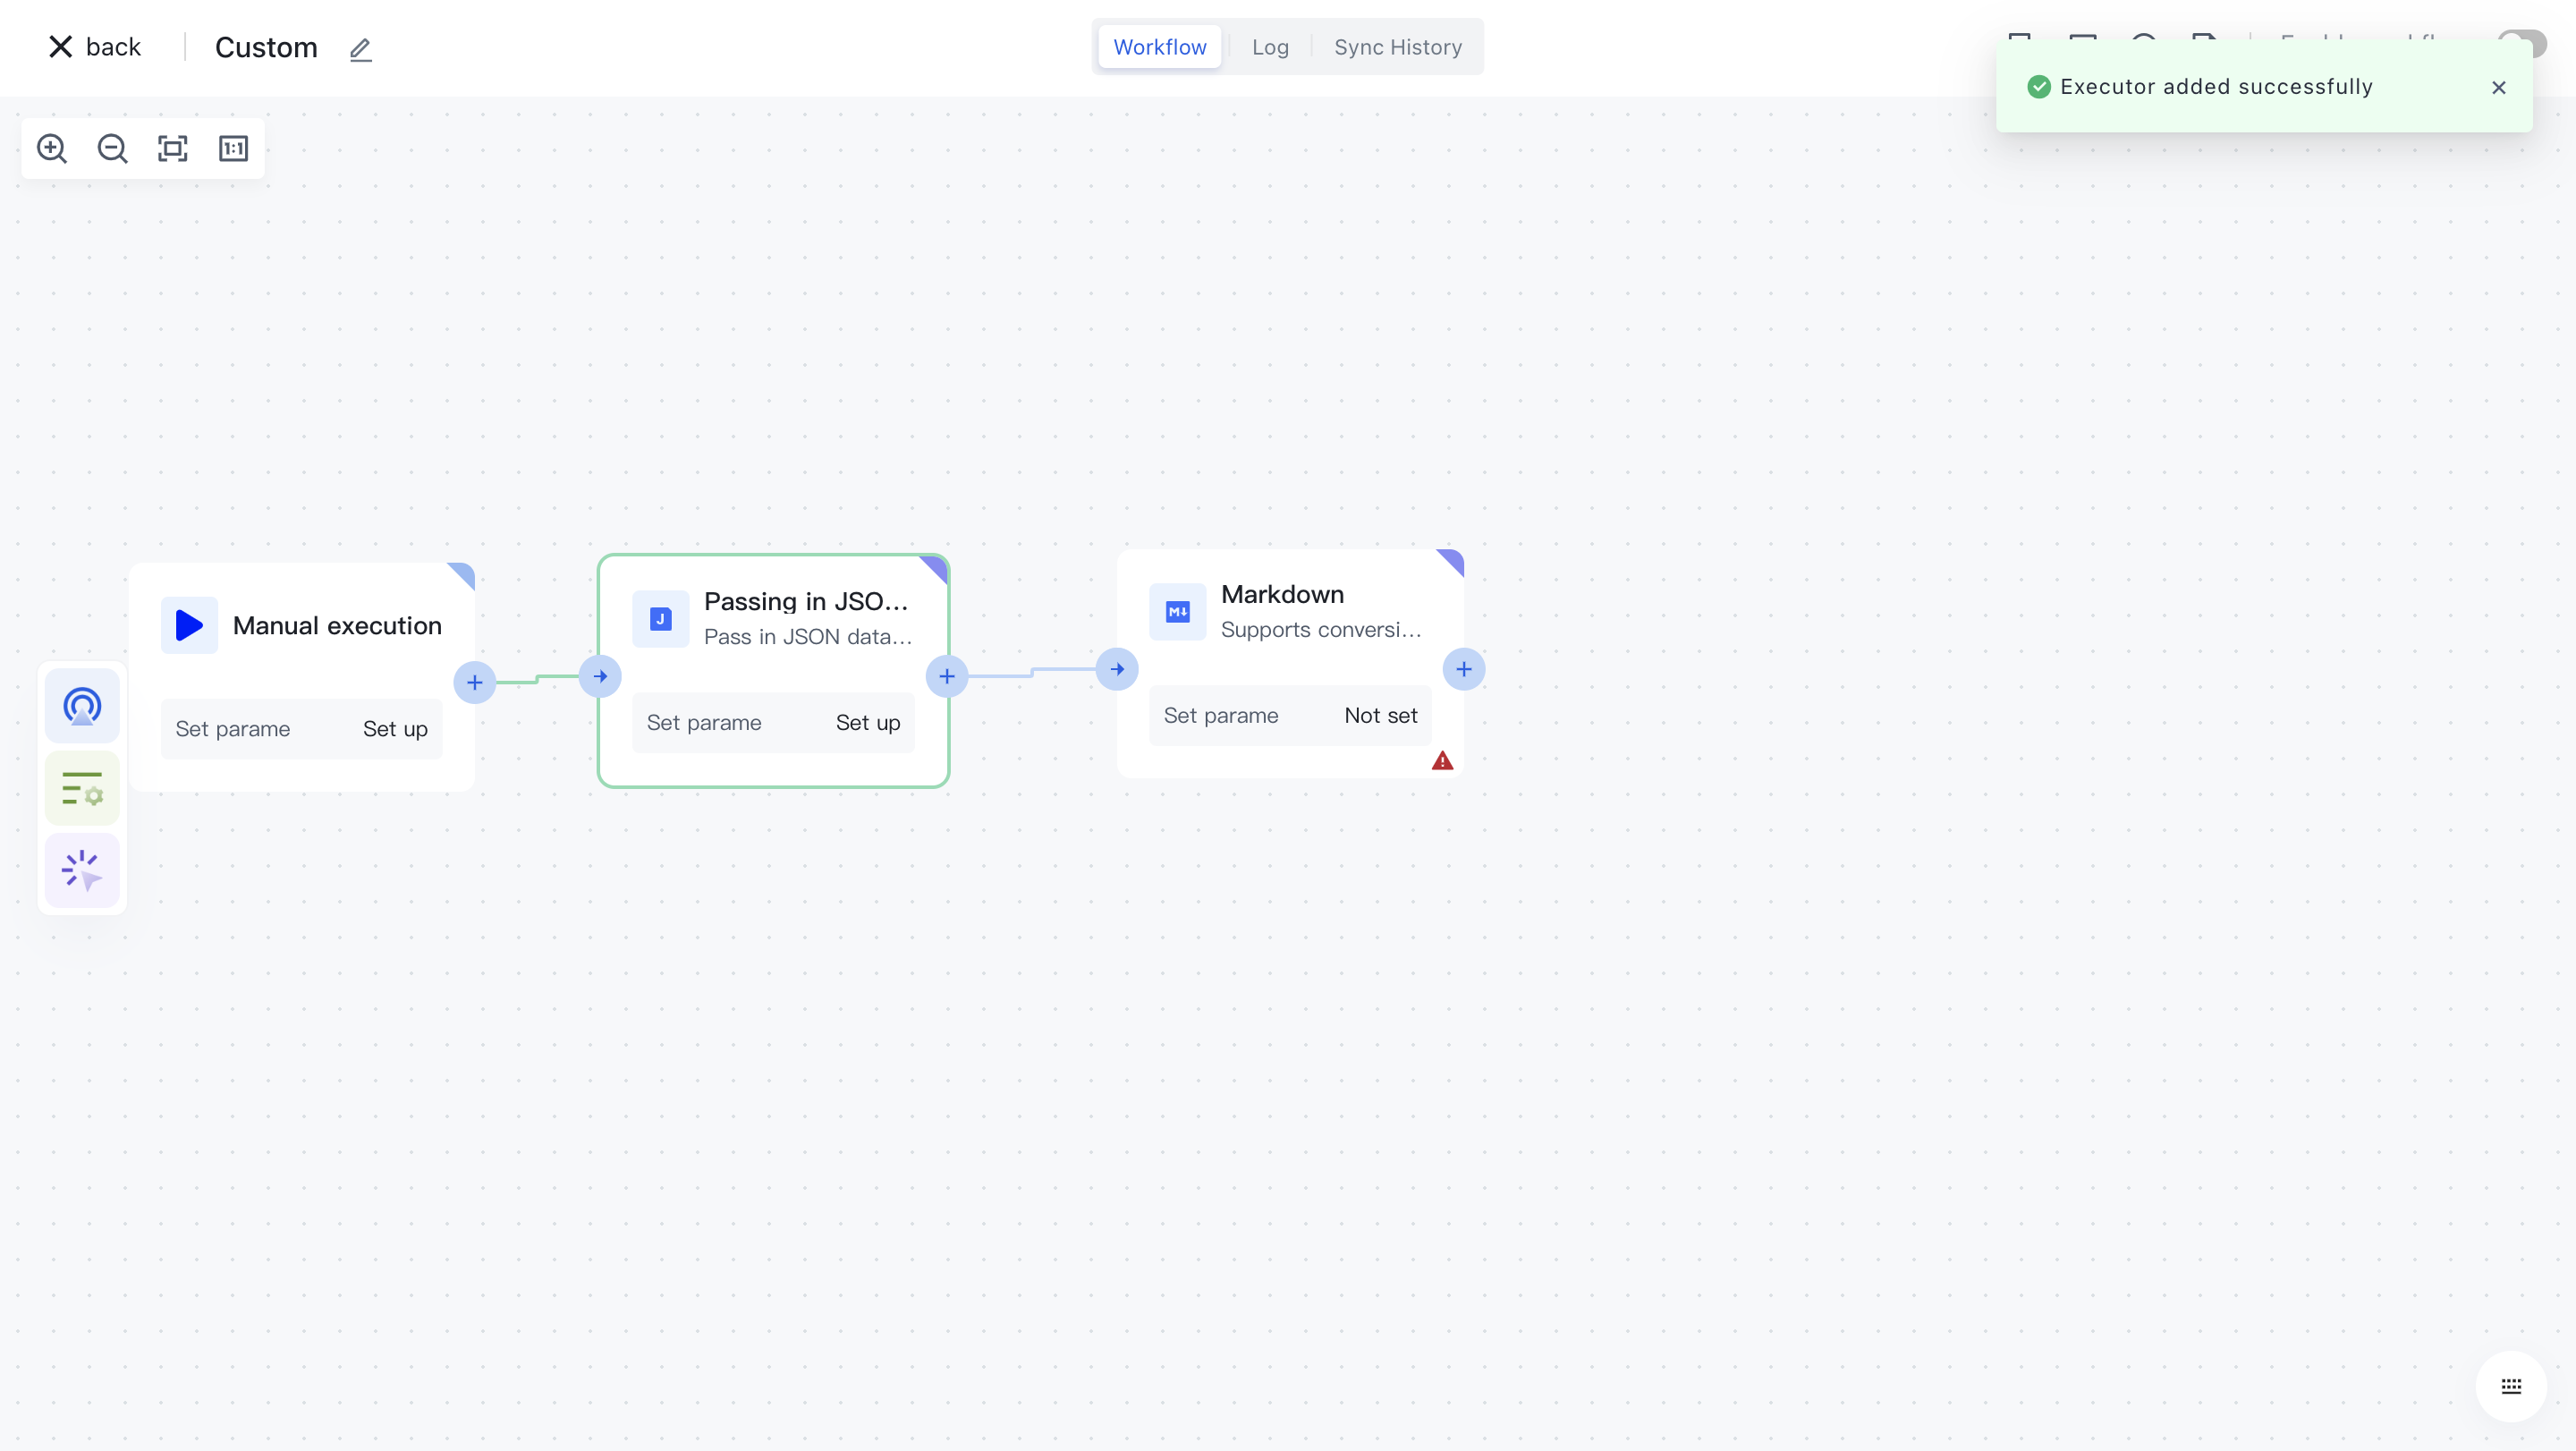 back
Custom
Workflow
Log
Sync History
Executor added successfully
1:1
Manual execution
Set parame
Set up
J
Passing in JSO...
Pass in JSON data...
Set parame
Set up
M↓
Markdown
Supports conversi...
Set parame
Not set